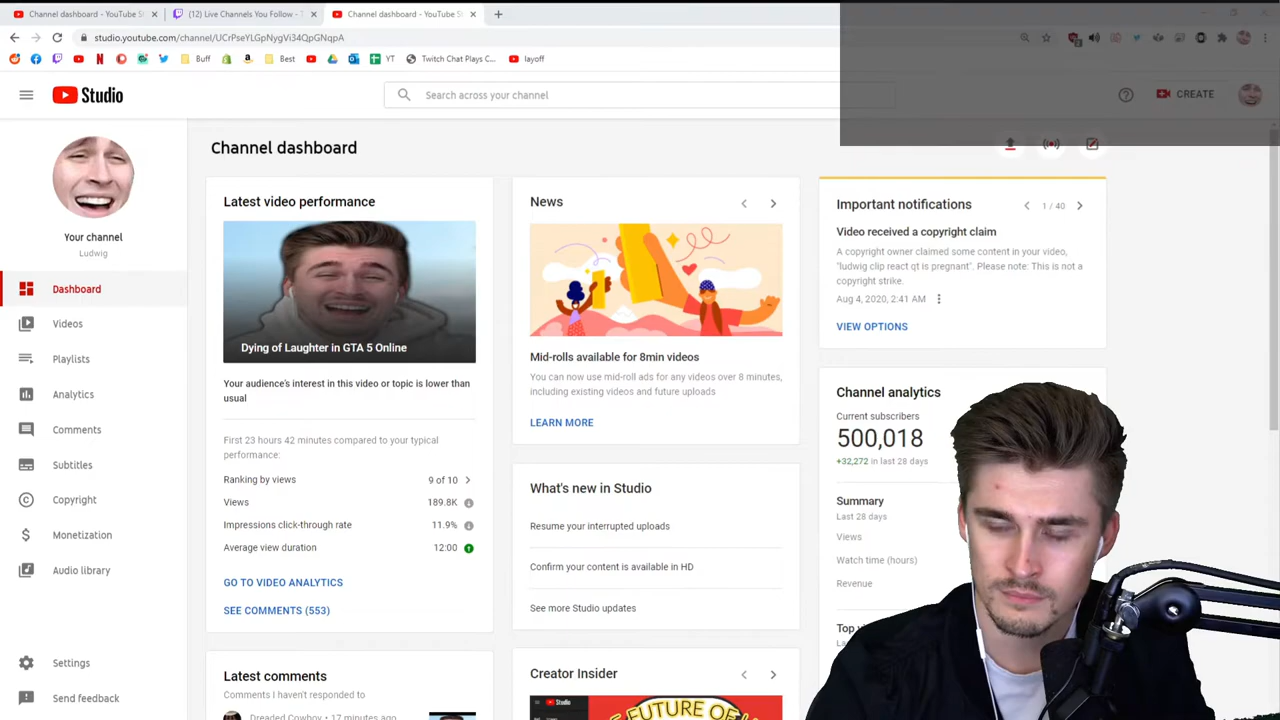 Channel dashboard - YouTube St
(12) Live Channels You Follow - T
Channel dashboard - YouTube St
studio.youtube.com/channel/UCrPseYLGpNygVi34QpGNqpA
Buff
Best
YT
Twitch Chat Plays C...
layoff
Studio
Search across your channel
CREATE
Your channel
Ludwig
Dashboard
Videos
Playlists
Analytics
Comments
Subtitles
Copyright
Monetization
Audio library
Settings
Send feedback
Channel dashboard
Latest video performance
Dying of Laughter in GTA 5 Online
Your audience's interest in this video or topic is lower than
usual
First 23 hours 42 minutes compared to your typical
performance:
Ranking by views 9 of 10
Views 189.8K
Impressions click-through rate 11.9%
Average view duration 12:00
GO TO VIDEO ANALYTICS
SEE COMMENTS (553)
Latest comments
Comments I haven't responded to
Dreaded Cowboy • 17 minutes ago
News
Mid-rolls available for 8min videos
You can now use mid-roll ads for any videos over 8 minutes,
including existing videos and future uploads
LEARN MORE
What's new in Studio
Resume your interrupted uploads
Confirm your content is available in HD
See more Studio updates
Creator Insider
Studio
FUTURE OF
Important notifications
1 / 40
Video received a copyright claim
A copyright owner claimed some content in your video,
"ludwig clip react qt is pregnant". Please note: This is not a
copyright strike.
Aug 4, 2020, 2:41 AM
VIEW OPTIONS
Channel analytics
Current subscribers
500,018
+32,272 in last 28 days
Summary
Last 28 days
Views
Watch time (hours)
Revenue
Top